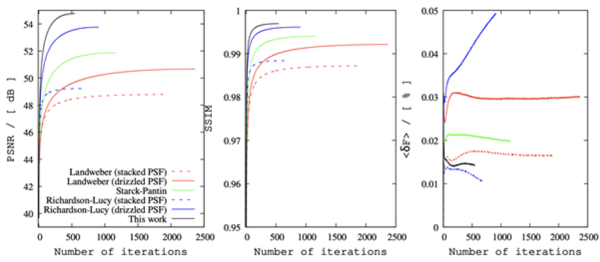 54
52
50
48
46
44
42
40
PSNR / [ dB ]
Landweber (stacked PSF)
Landweber (drizzled PSF)
Starck-Pantin
Richardson-Lucy (stacked PSF)
Richardson-Lucy (drizzled PSF)
This work
0 500 1000 1500 2000 2500
Number of iterations
1
0.99
0.98
0.97
0.96
0.95
SSIM
0 500 1000 1500 2000 2500
Number of iterations
0.05
0.04
0.03
0.02
0.01
0
<δF> / [ % ]
0 500 1000 1500 2000 2500
Number of iterations